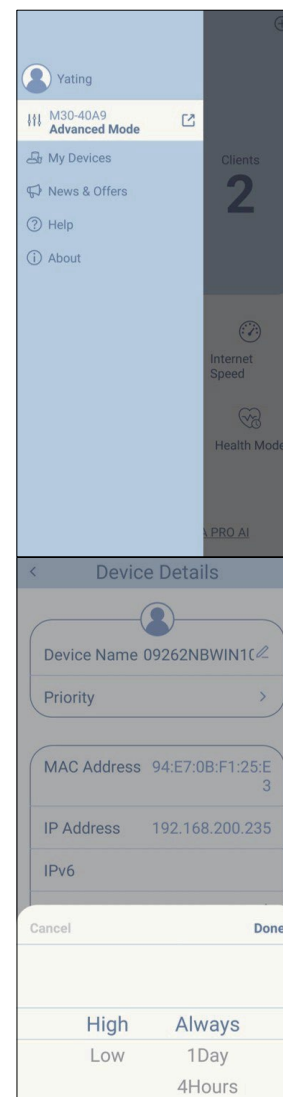 Yating
M30-40A9
Advanced Mode
My Devices
Clients
2
News & Offers
Help
About
Internet
Speed
Health Mode
PRO AI
Device Details
Device Name 09262NBWIN1
Priority
MAC Address 94:E7:0B:F1:25:E
3
IP Address 192.168.200.235
IPv6
Cancel Done
High Always
Low 1Day
4Hours